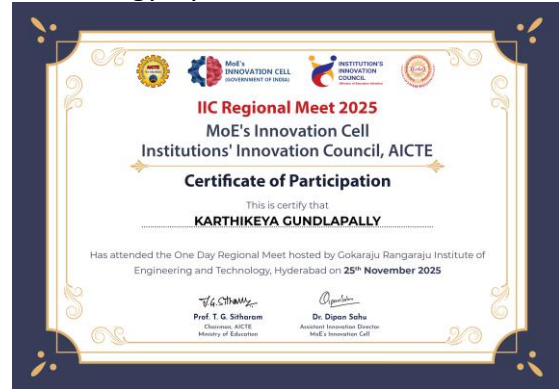 MoE's
INNOVATION CELL
(GOVERNMENT OF INDIA)
INSTITUTION'S
INNOVATION
COUNCIL
IIC Regional Meet 2025
MoE's Innovation Cell
Institutions' Innovation Council, AICTE
Certificate of Participation
This is certify that
KARTHIKEYA GUNDLAPALLY
Has attended the One Day Regional Meet hosted by Gokaraju Rangaraju Institute of
Engineering and Technology, Hyderabad on 25th November 2025
Prof. T. G. Sitharam
Dr. Dipan Sahu
Chairman, AICTE
Assistant Innovation Director
Ministry of Education
MoE's Innovation Cell